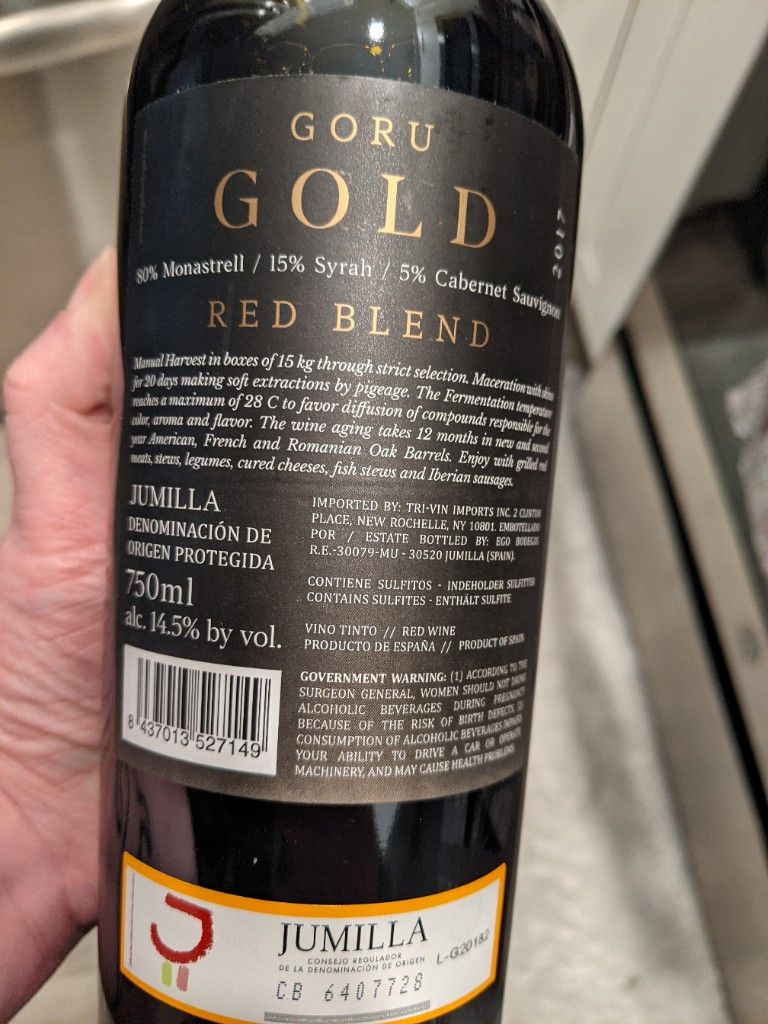 GORU
GOLD
2017
80% Monastrell / 15% Syrah / 5% Cabernet Sauvignon
RED BLEND
Manual Harvest in boxes of 15 kg through strict selection. Maceration with skins
for 20 days making soft extractions by pigeage. The Fermentation temperature
reaches a maximum of 28 C to favor diffusion of compounds responsible for the
color, aroma and flavor. The wine aging takes 12 months in new and second
year American, French and Romanian Oak Barrels. Enjoy with grilled red
meats, stews, legumes, cured cheeses, fish stews and Iberian sausages.
JUMILLA
DENOMINACIÓN DE
ORIGEN PROTEGIDA
750ml
alc. 14.5% by vol.
8 437013 527149
IMPORTED BY: TRI-VIN IMPORTS INC. 2 CLINTON
PLACE, NEW ROCHELLE, NY 10801. EMBOTELLADO
POR / ESTATE BOTTLED BY: EGO BODEGAS
R.E.-30079-MU - 30520 JUMILLA (SPAIN).
CONTIENE SULFITOS - INDEHOLDER SULFITTER
CONTAINS SULFITES - ENTHÄLT SULFITE
VINO TINTO // RED WINE
PRODUCTO DE ESPAÑA // PRODUCT OF SPAIN
GOVERNMENT WARNING: (1) ACCORDING TO THE
SURGEON GENERAL, WOMEN SHOULD NOT DRINK
ALCOHOLIC BEVERAGES DURING PREGNANCY
BECAUSE OF THE RISK OF BIRTH DEFECTS. (2)
CONSUMPTION OF ALCOHOLIC BEVERAGES IMPAIRS
YOUR ABILITY TO DRIVE A CAR OR OPERATE
MACHINERY, AND MAY CAUSE HEALTH PROBLEMS.
JUMILLA
CONSEJO REGULADOR
DE LA DENOMINACIÓN DE ORIGEN
L-G20182
CB 6407728